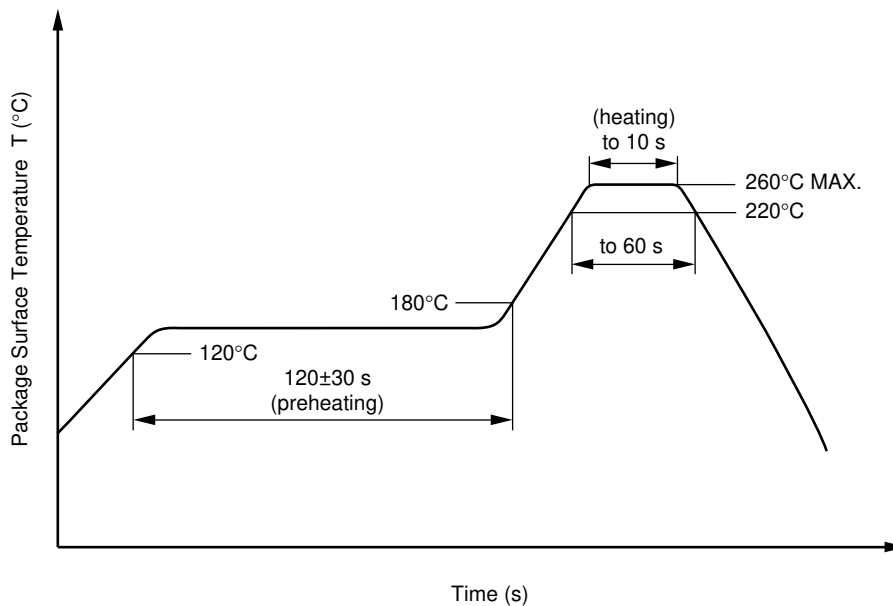 Package Surface Temperature T (°C)
(heating)
to 10 s
260°C MAX.
220°C
to 60 s
180°C
120°C
120±30 s
(preheating)
Time (s)